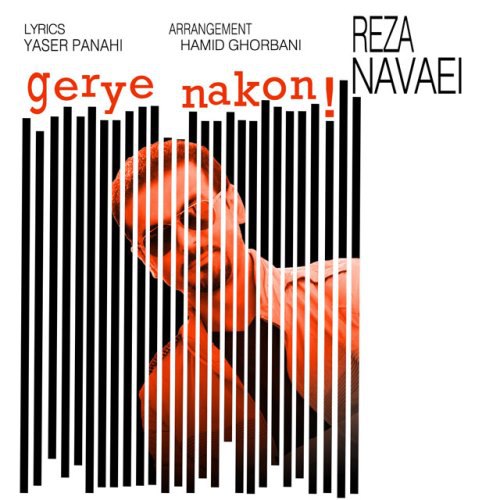 LYRICS
YASER PANAHI
ARRANGEMENT
HAMID GHORBANI
REZA
NAVAEI
gerye nakon!